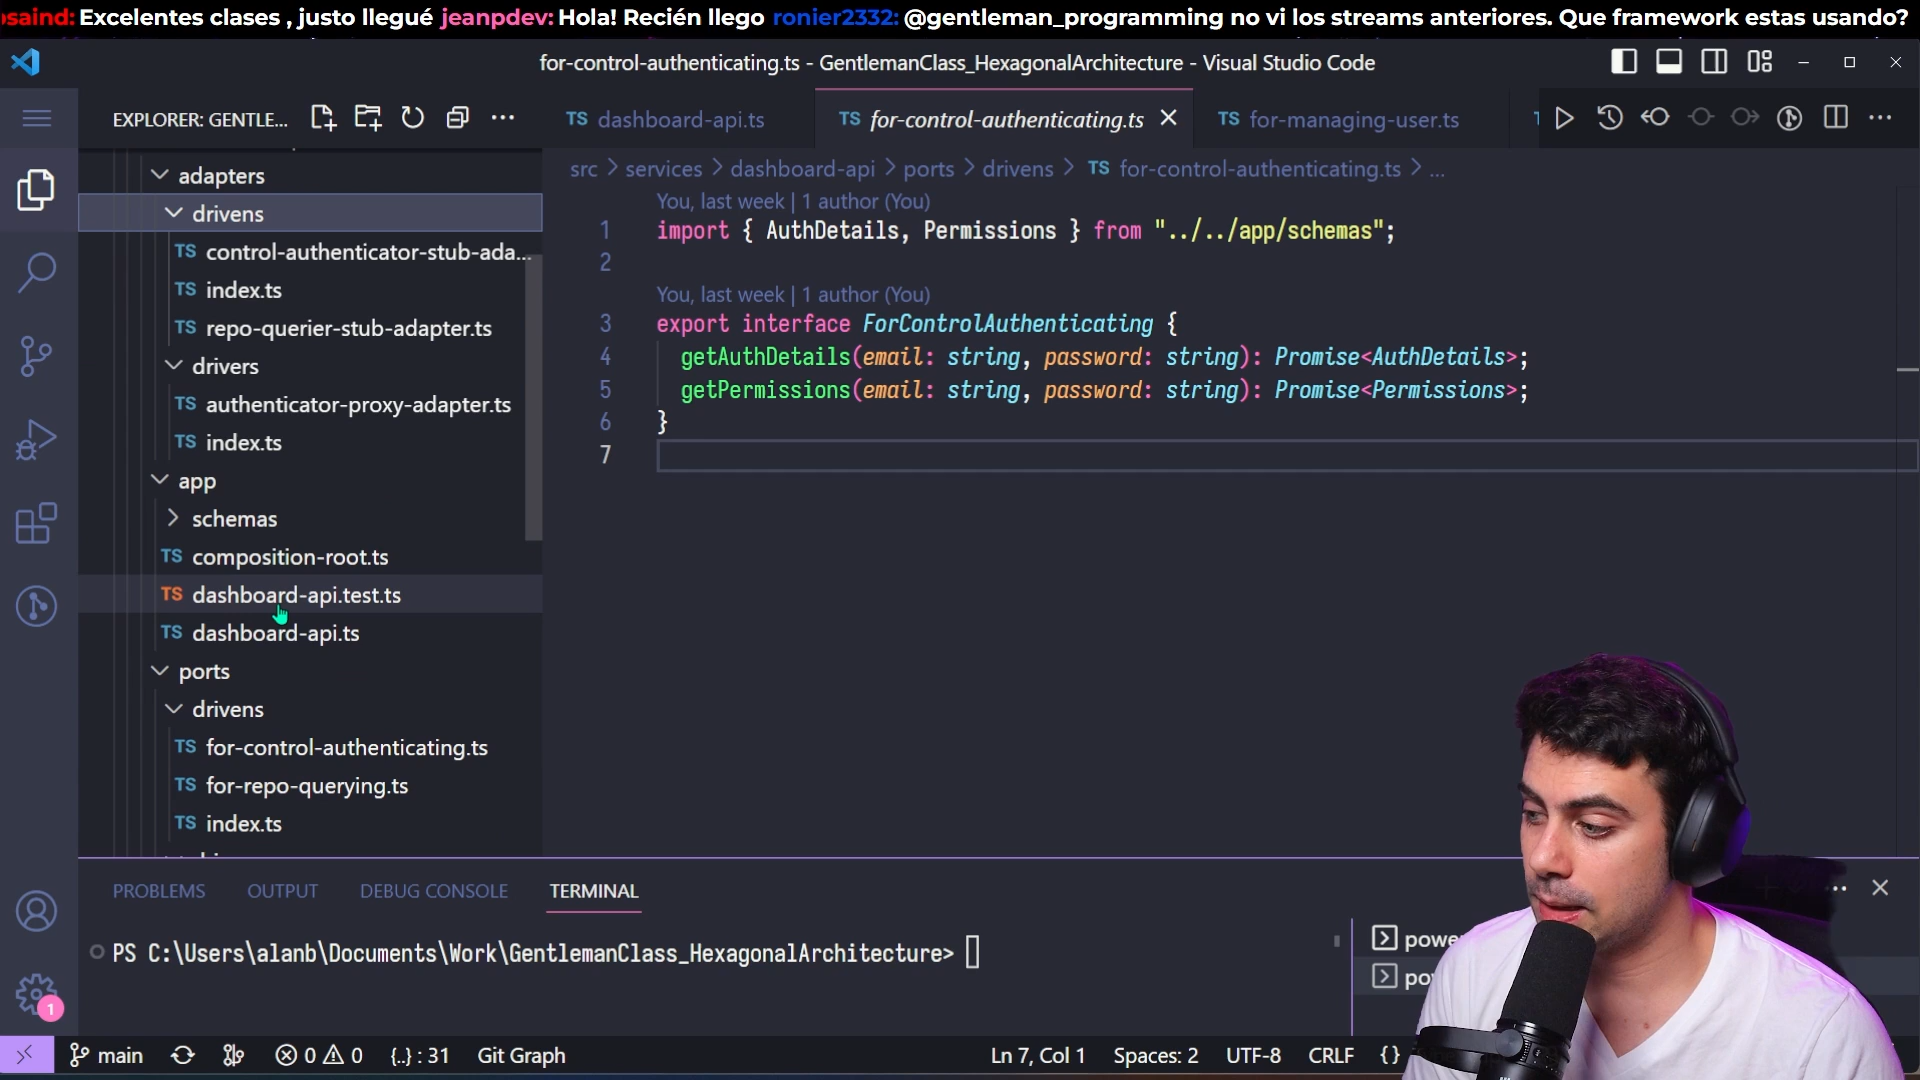 osaind: Excelentes clases , justo llegué jeanpdev: Hola! Recién llego ronier2332: @gentleman_programming no vi los streams anteriores. Que framework estas usando?
for-control-authenticating.ts - GentlemanClass_HexagonalArchitecture - Visual Studio Code
EXPLORER: GENTLE...
TS dashboard-api.ts
TS for-control-authenticating.ts
TS for-managing-user.ts
src > services > dashboard-api > ports > drivens > TS for-control-authenticating.ts > ...
adapters
drivens
TS control-authenticator-stub-ada...
TS index.ts
TS repo-querier-stub-adapter.ts
drivers
TS authenticator-proxy-adapter.ts
TS index.ts
app
schemas
TS composition-root.ts
TS dashboard-api.test.ts
TS dashboard-api.ts
ports
drivens
TS for-control-authenticating.ts
TS for-repo-querying.ts
TS index.ts
You, last week | 1 author (You)
1 import { AuthDetails, Permissions } from "../../app/schemas";
2
You, last week | 1 author (You)
3 export interface ForControlAuthenticating {
4 getAuthDetails(email: string, password: string): Promise<AuthDetails>;
5 getPermissions(email: string, password: string): Promise<Permissions>;
6 }
7
PROBLEMS OUTPUT DEBUG CONSOLE TERMINAL
PS C:\Users\alanb\Documents\Work\GentlemanClass_HexagonalArchitecture>
1
main
0 0
{..} : 31
Git Graph
Ln 7, Col 1 Spaces: 2 UTF-8 CRLF { }